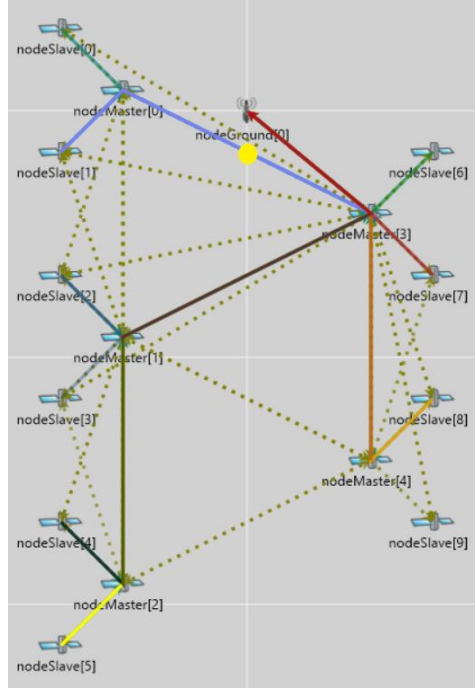 nodeSlave[0]
nodeMaster[0]
nodeGround[0]
nodeSlave[1]
nodeSlave[6]
nodeMaster[3]
nodeSlave[2]
nodeSlave[7]
nodeMaster[1]
nodeSlave[3]
nodeSlave[8]
nodeMaster[4]
nodeSlave[4]
nodeSlave[9]
nodeMaster[2]
nodeSlave[5]